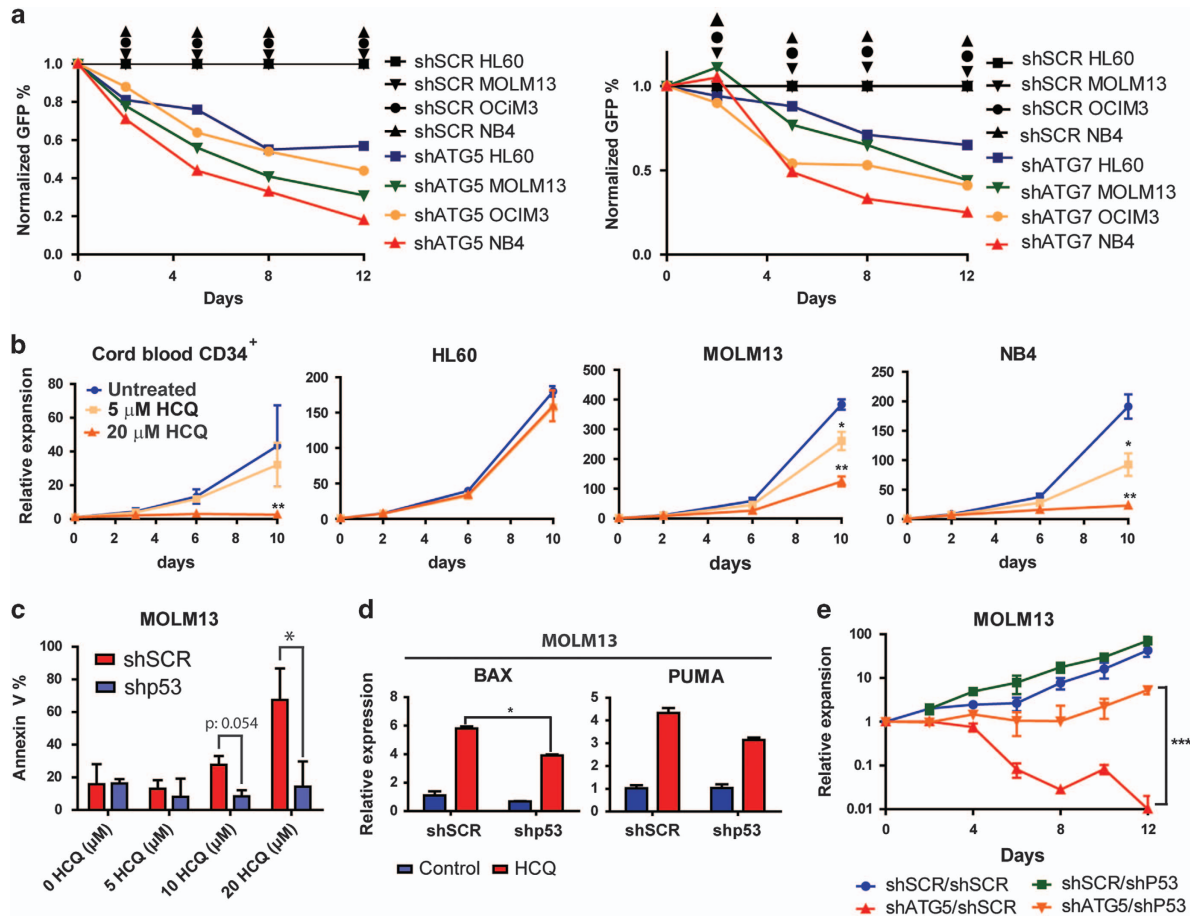 a
Normalized GFP %
1.0
0.8
0.6
0.4
0.2
0.0
0 4 8 12
Days
shSCR HL60
shSCR MOLM13
shSCR OCiM3
shSCR NB4
shATG5 HL60
shATG5 MOLM13
shATG5 OCIM3
shATG5 NB4
Normalized GFP %
1.0
0.5
0.0
0 4 8 12
Days
shSCR HL60
shSCR MOLM13
shSCR OCIM3
shSCR NB4
shATG7 HL60
shATG7 MOLM13
shATG7 OCIM3
shATG7 NB4
b
Cord blood CD34+
Relative expansion
80
60
40
20
0
Untreated
5 μM HCQ
20 μM HCQ
**
0 2 4 6 8 10
days
HL60
200
150
100
50
0
0 2 4 6 8 10
days
MOLM13
500
400
300
200
100
0
*
**
0 2 4 6 8 10
days
NB4
250
200
150
100
50
0
*
**
0 2 4 6 8 10
days
c
MOLM13
Annexin V %
100
80
60
40
20
0
shSCR
shp53
p: 0.054
*
0 HCQ (μM)
5 HCQ (μM)
10 HCQ (μM)
20 HCQ (μM)
d
MOLM13
BAX
Relative expression
8
6
4
2
0
*
shSCR shp53
PUMA
5
4
3
2
1
0
shSCR shp53
Control HCQ
e
MOLM13
Relative expansion
100
10
1
0.1
0.01
***
0 4 8 12
Days
shSCR/shSCR shSCR/shP53
shATG5/shSCR shATG5/shP53